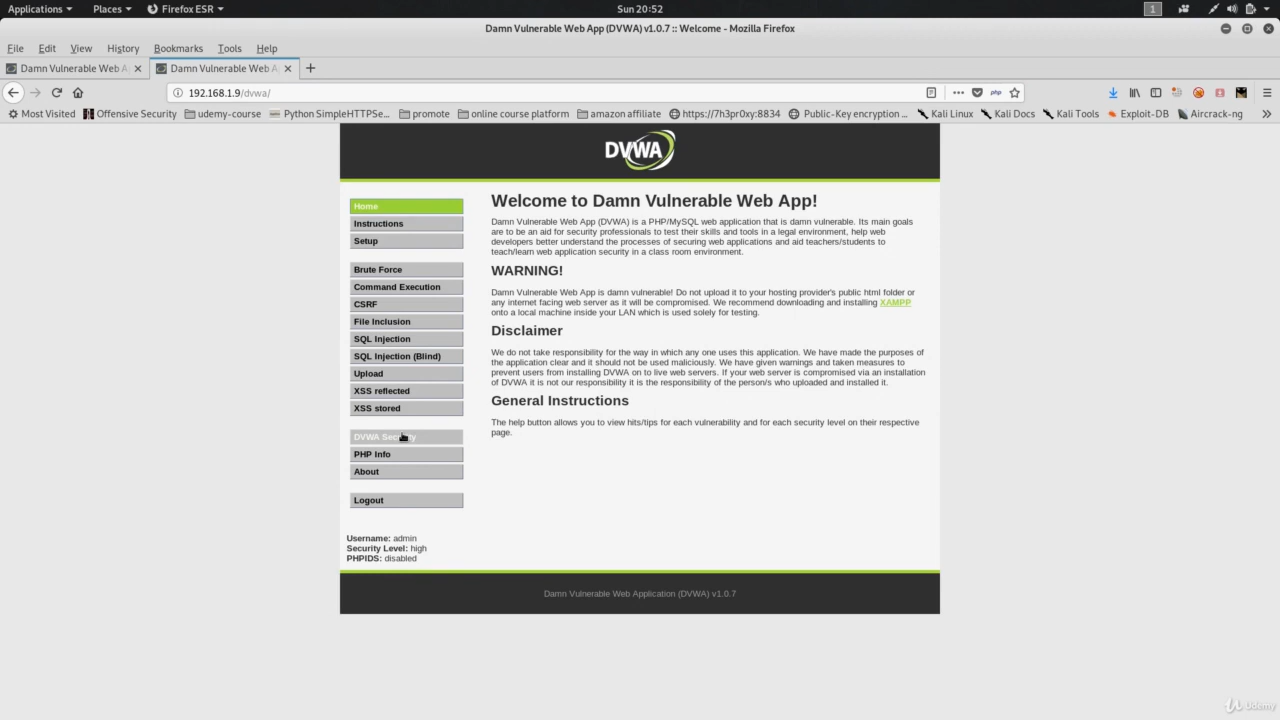 Applications Places Firefox ESR Sun 20:52 1
Damn Vulnerable Web App (DVWA) v1.0.7 :: Welcome - Mozilla Firefox
File Edit View History Bookmarks Tools Help
Damn Vulnerable Web A Damn Vulnerable Web A
192.168.1.9/dvwa/ php
Most Visited Offensive Security udemy-course Python SimpleHTTPSe... promote online course platform amazon affiliate https://7h3pr0xy:8834 Public-Key encryption ... Kali Linux Kali Docs Kali Tools Exploit-DB Aircrack-ng
DVWA
Home
Instructions
Setup
Brute Force
Command Execution
CSRF
File Inclusion
SQL Injection
SQL Injection (Blind)
Upload
XSS reflected
XSS stored
DVWA Security
PHP Info
About
Logout
Username: admin
Security Level: high
PHPIDS: disabled
Welcome to Damn Vulnerable Web App!
Damn Vulnerable Web App (DVWA) is a PHP/MySQL web application that is damn vulnerable. Its main goals
are to be an aid for security professionals to test their skills and tools in a legal environment, help web
developers better understand the processes of securing web applications and aid teachers/students to
teach/learn web application security in a class room environment.
WARNING!
Damn Vulnerable Web App is damn vulnerable! Do not upload it to your hosting provider's public html folder or
any internet facing web server as it will be compromised. We recommend downloading and installing XAMPP
onto a local machine inside your LAN which is used solely for testing.
Disclaimer
We do not take responsibility for the way in which any one uses this application. We have made the purposes of
the application clear and it should not be used maliciously. We have given warnings and taken measures to
prevent users from installing DVWA on to live web servers. If your web server is compromised via an installation
of DVWA it is not our responsibility it is the responsibility of the person/s who uploaded and installed it.
General Instructions
The help button allows you to view hits/tips for each vulnerability and for each security level on their respective
page.
Damn Vulnerable Web Application (DVWA) v1.0.7
Udemy